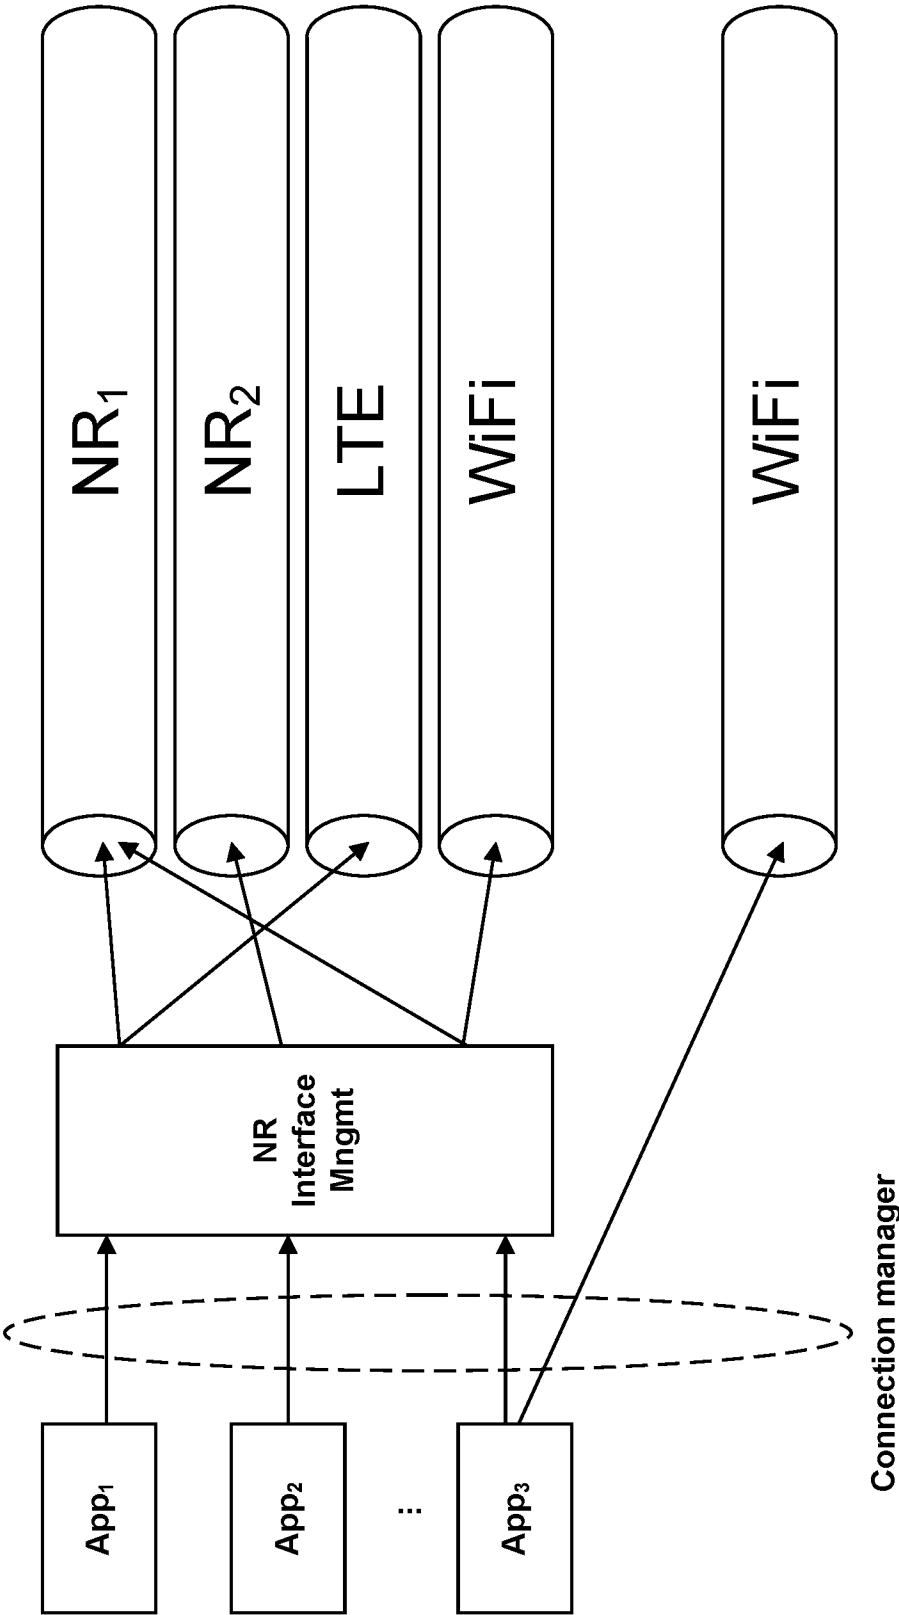 NR₁
NR₂
LTE
WiFi
WiFi
NR
Interface
Mngmt
App₁
App₂
...
App₃
Connection manager